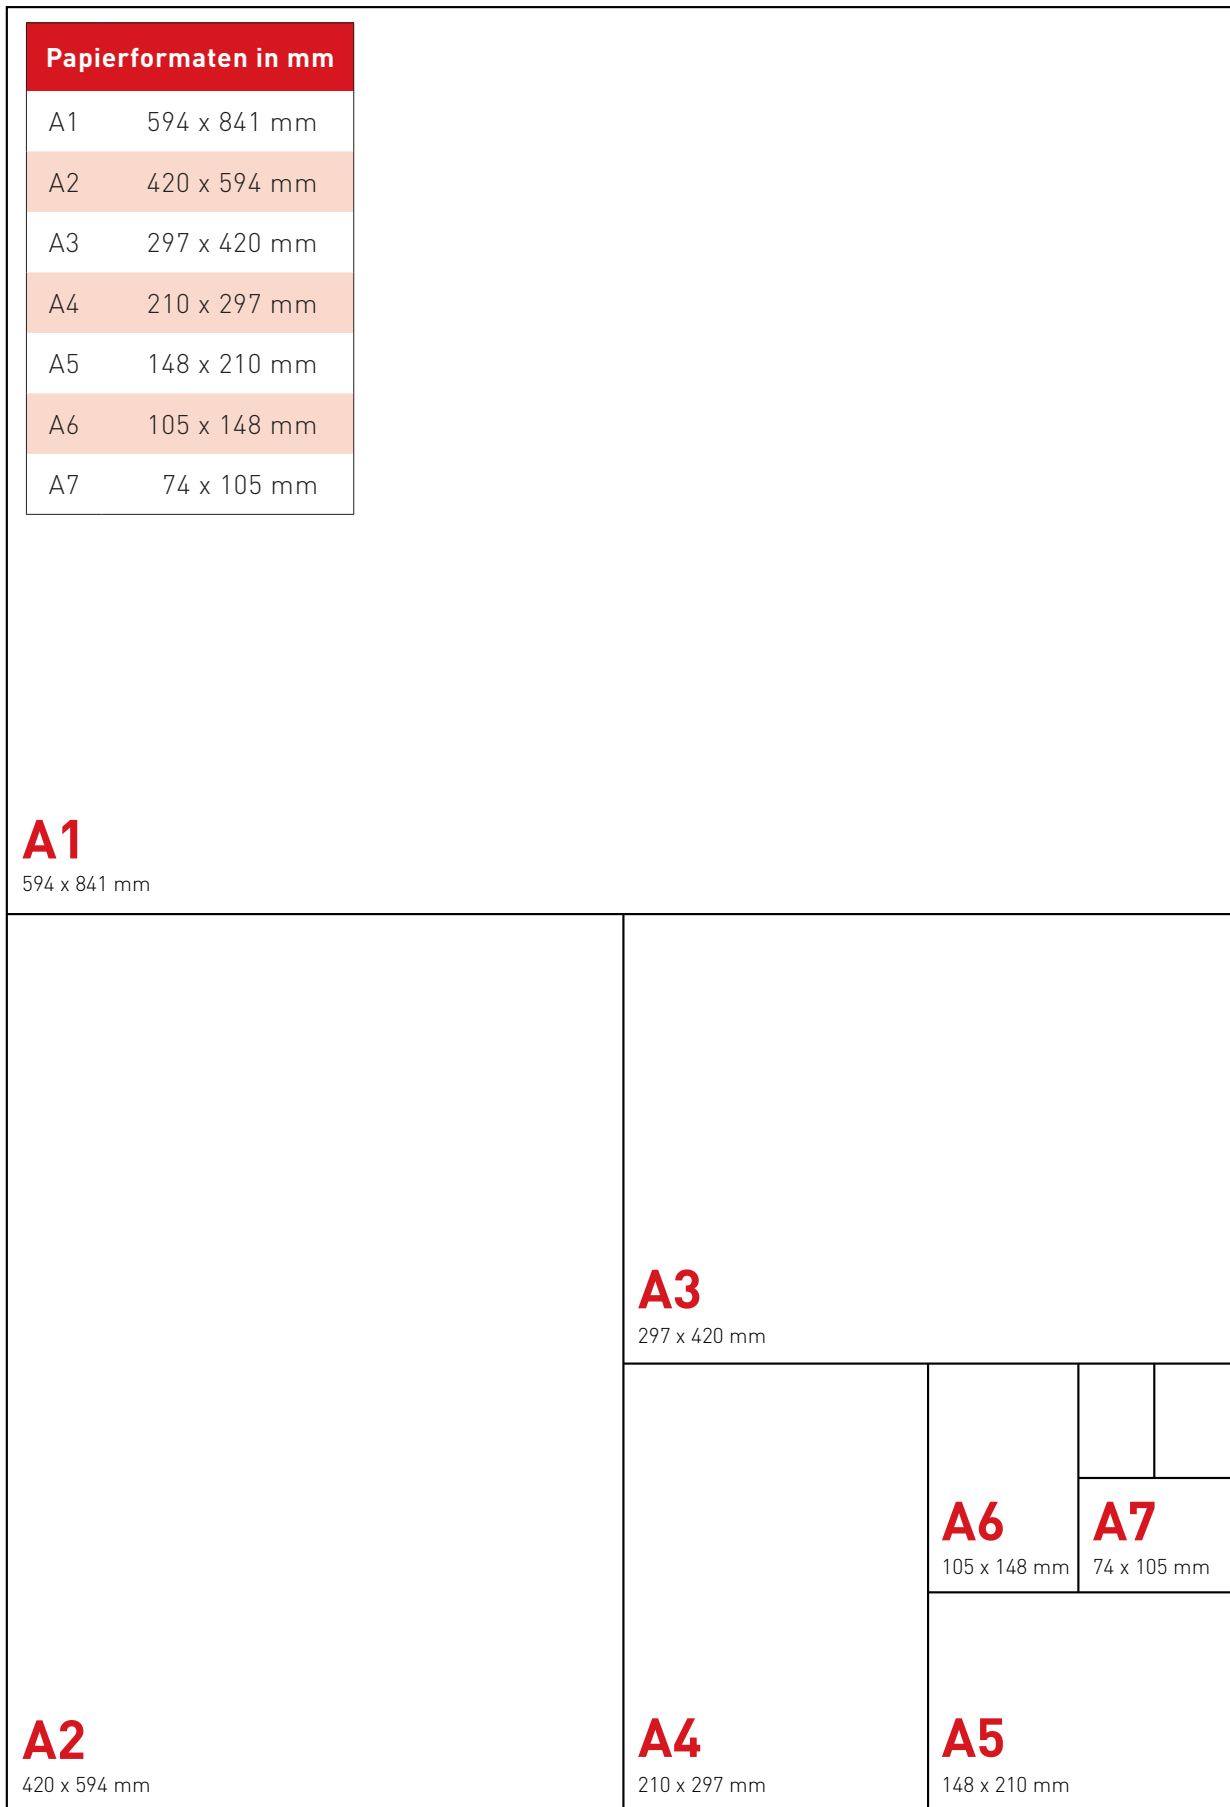 Papierformaten in mm
A1 594 x 841 mm
A2 420 x 594 mm
A3 297 x 420 mm
A4 210 x 297 mm
A5 148 x 210 mm
A6 105 x 148 mm
A7 74 x 105 mm
A1
594 x 841 mm
A3
297 x 420 mm
A6
105 x 148 mm
A7
74 x 105 mm
A2
420 x 594 mm
A4
210 x 297 mm
A5
148 x 210 mm